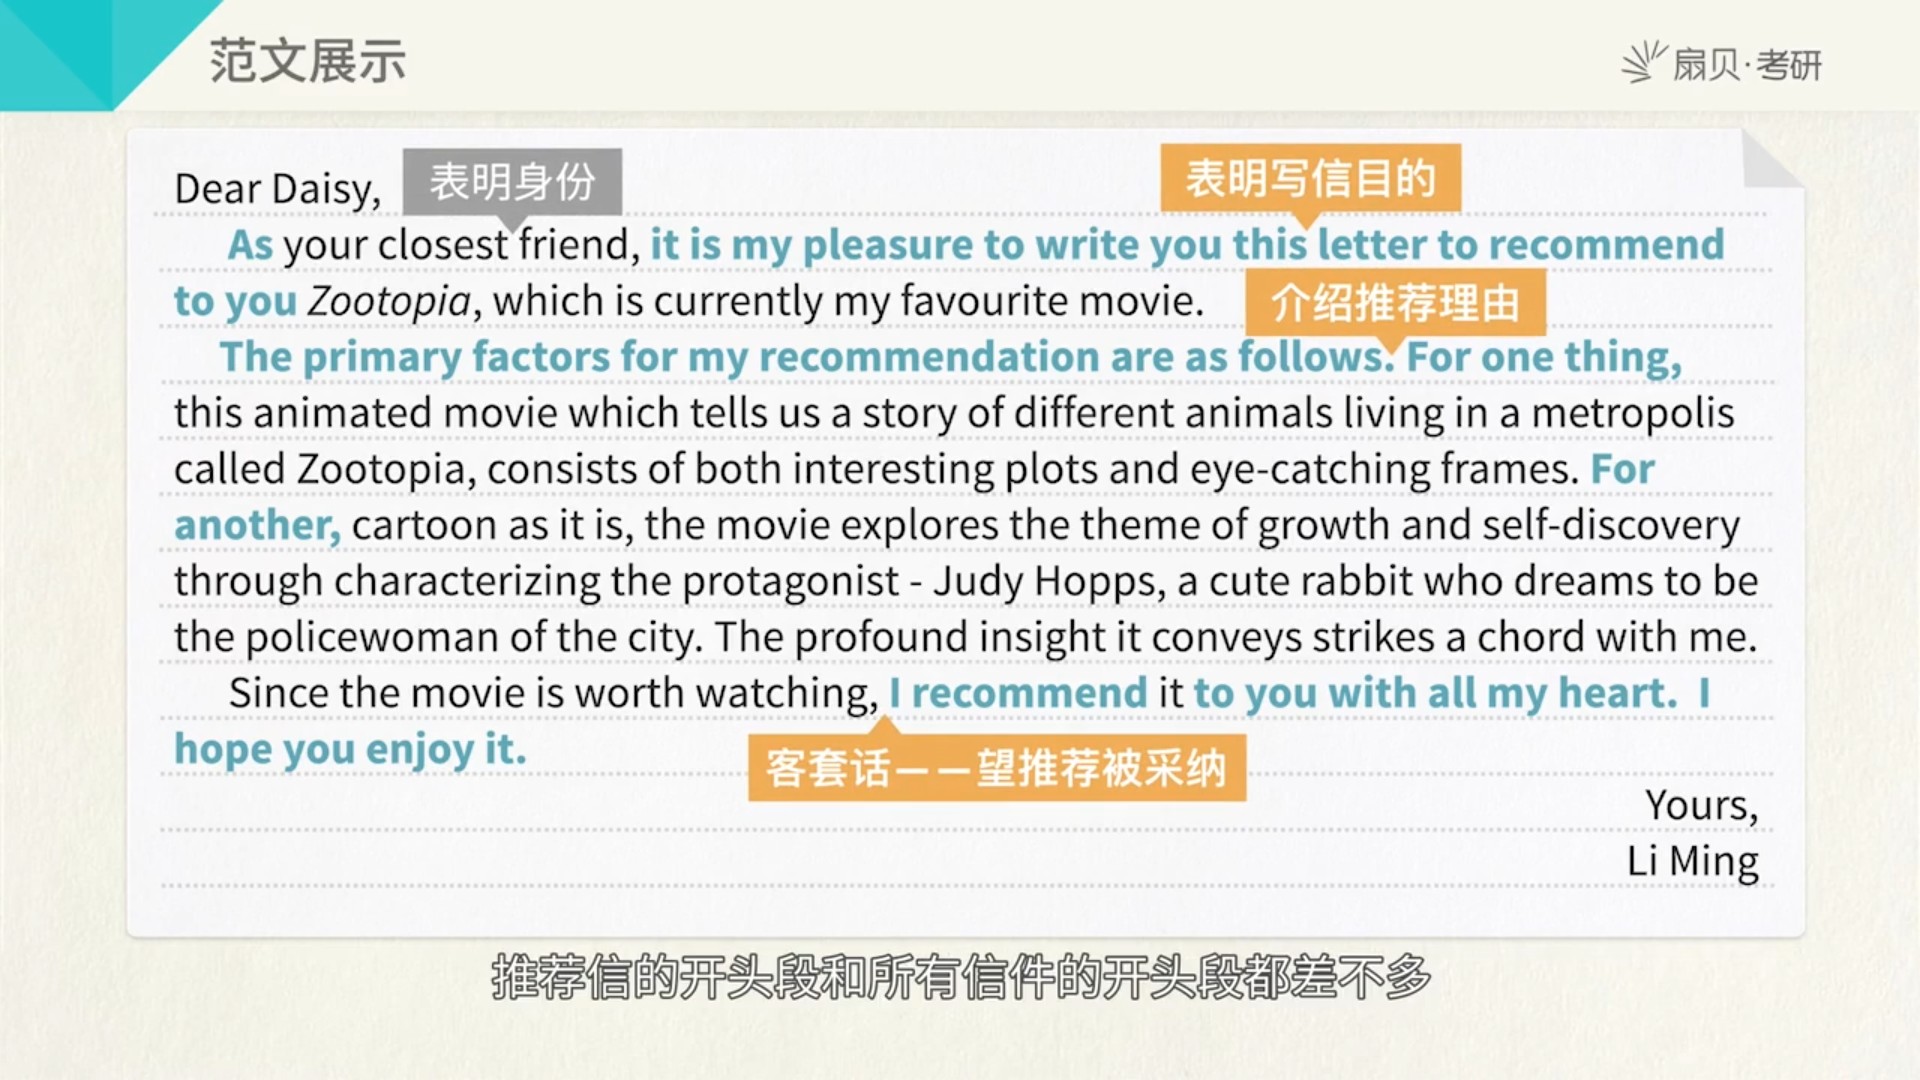 范文展示
扇贝·考研
Dear Daisy,
表明身份
表明写信目的
As your closest friend, it is my pleasure to write you this letter to recommend
to you Zootopia, which is currently my favourite movie.
介绍推荐理由
The primary factors for my recommendation are as follows. For one thing,
this animated movie which tells us a story of different animals living in a metropolis
called Zootopia, consists of both interesting plots and eye-catching frames. For
another, cartoon as it is, the movie explores the theme of growth and self-discovery
through characterizing the protagonist - Judy Hopps, a cute rabbit who dreams to be
the policewoman of the city. The profound insight it conveys strikes a chord with me.
Since the movie is worth watching, I recommend it to you with all my heart. I
hope you enjoy it.
客套话——望推荐被采纳
Yours,
Li Ming
推荐信的开头段和所有信件的开头段都差不多